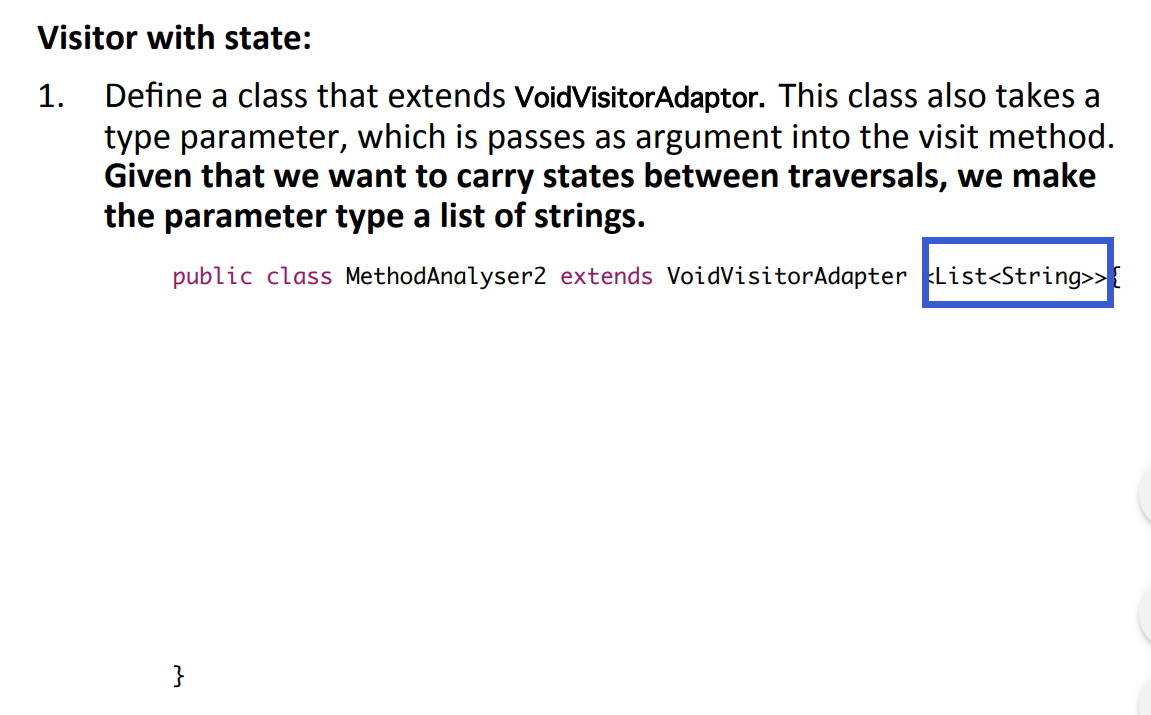 Visitor with state:
1. Define a class that extends VoidVisitorAdaptor. This class also takes a
type parameter, which is passes as argument into the visit method.
Given that we want to carry states between traversals, we make
the parameter type a list of strings.
public class MethodAnalyser2 extends VoidVisitorAdapter <List<String>>{
}